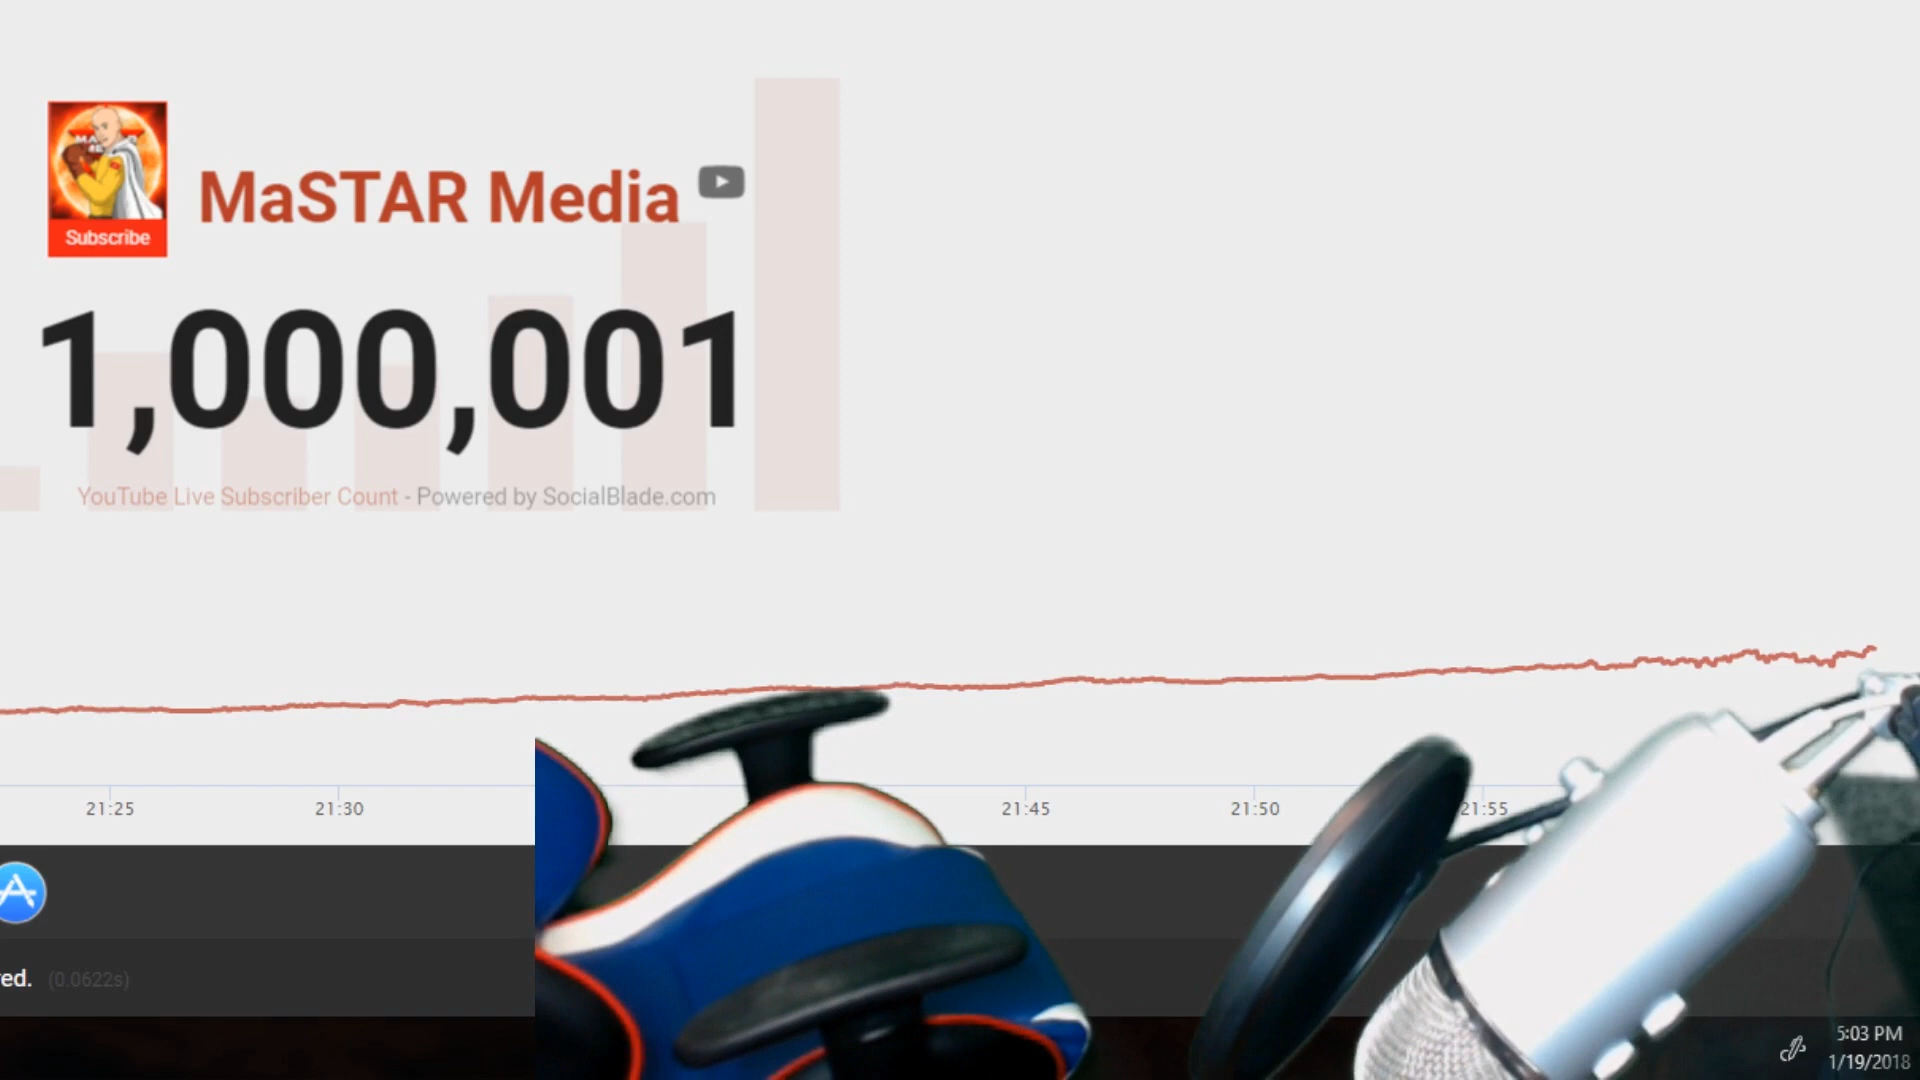 Subscribe
MaSTAR Media
1,000,001
YouTube Live Subscriber Count - Powered by SocialBlade.com
21:25
21:30
21:45
21:50
21:55
ed. (0.0622s)
5:03 PM
1/19/2018